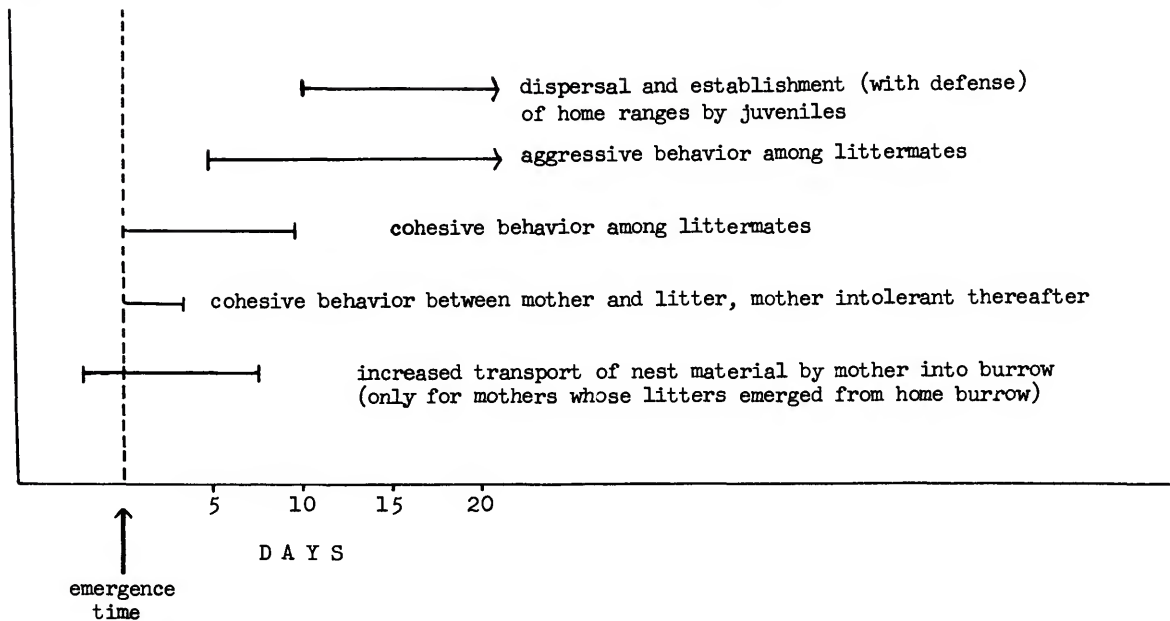 dispersal and establishment (with defense)
of home ranges by juveniles
aggressive behavior among littermates
cohesive behavior among littermates
cohesive behavior between mother and litter, mother intolerant thereafter
increased transport of nest material by mother into burrow
(only for mothers whose litters emerged from home burrow)
5 10 15 20
DAYS
emergence
time